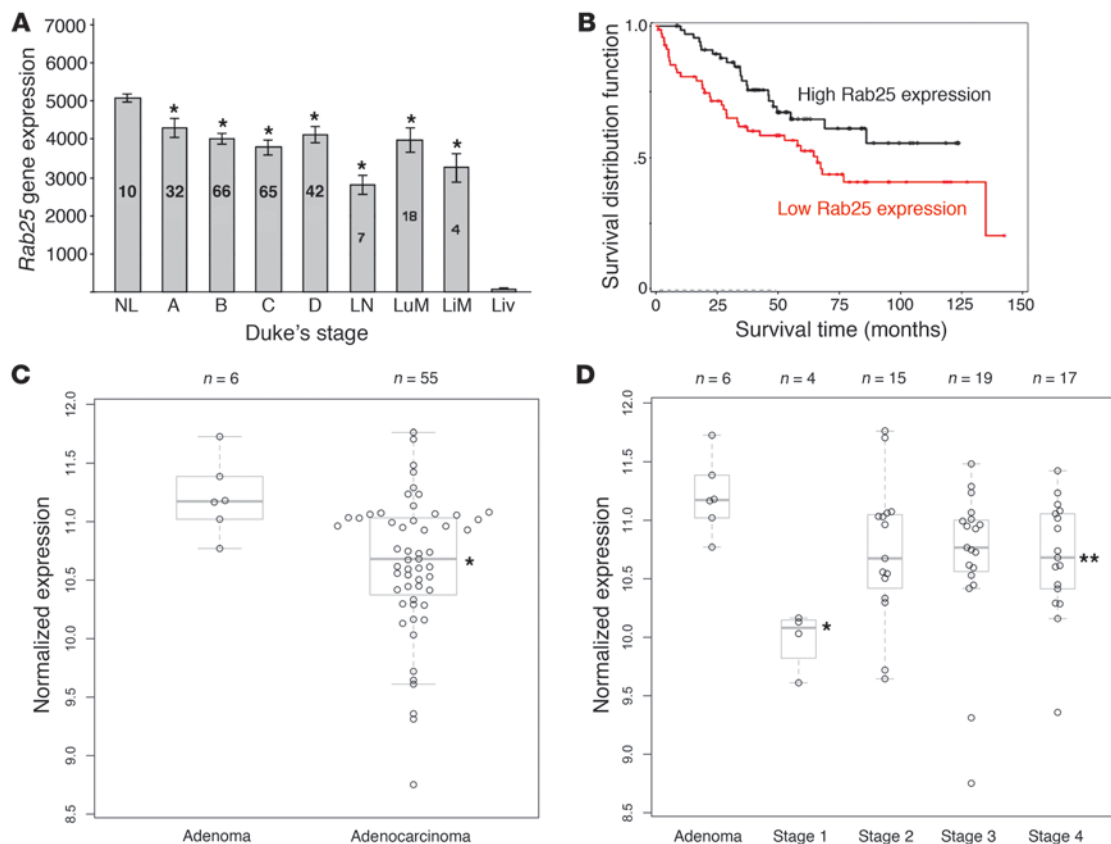 A
Rab25 gene expression
7000
6000
5000
4000
3000
2000
1000
10
32
66
65
42
7
18
4
*
*
*
*
*
*
*
NL A B C D LN LuM LiM Liv
Duke's stage
B
Survival distribution function
1.0
.5
0
High Rab25 expression
Low Rab25 expression
0 25 50 75 100 125 150
Survival time (months)
C
n = 6 n = 55
Normalized expression
12.0
11.5
11.0
10.5
10.0
9.5
9.0
8.5
*
Adenoma Adenocarcinoma
D
n = 6 n = 4 n = 15 n = 19 n = 17
Normalized expression
12.0
11.5
11.0
10.5
10.0
9.5
9.0
8.5
*
**
Adenoma Stage 1 Stage 2 Stage 3 Stage 4